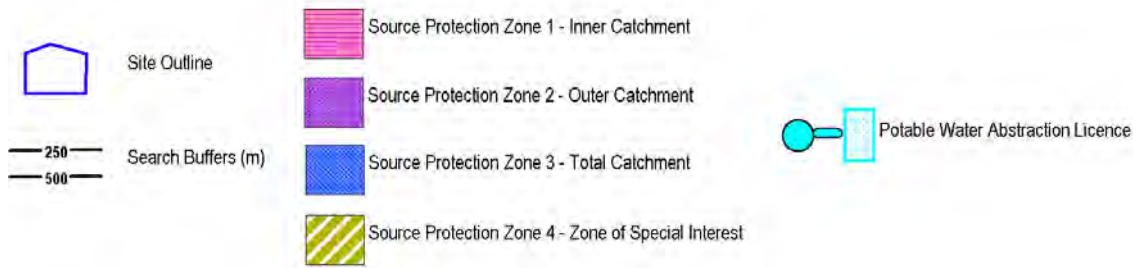 Site Outline
250
500
Search Buffers (m)
Source Protection Zone 1 - Inner Catchment
Source Protection Zone 2 - Outer Catchment
Source Protection Zone 3 - Total Catchment
Source Protection Zone 4 - Zone of Special Interest
Potable Water Abstraction Licence